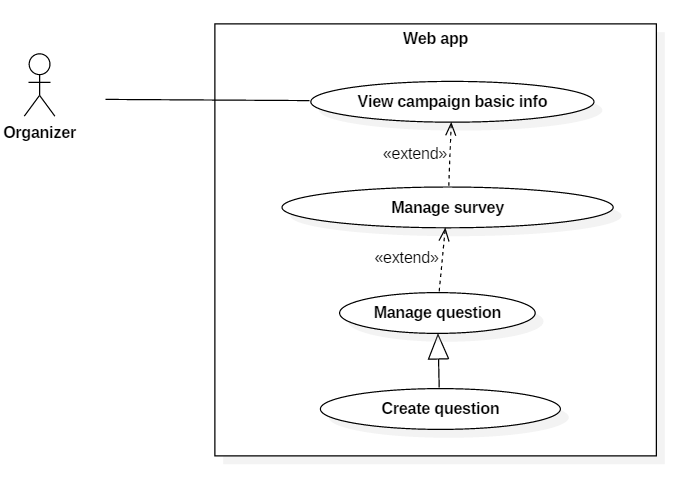 Web app
Organizer
View campaign basic info
«extend»
Manage survey
«extend»
Manage question
Create question